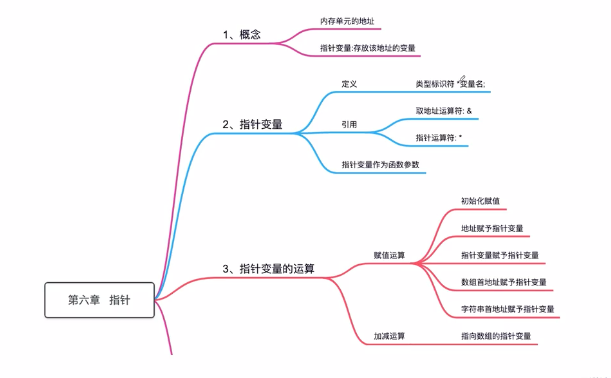 1、概念
内存单元的地址
指针变量:存放该地址的变量
2、指针变量
定义
类型标识符 *变量名;
引用
取地址运算符: &
指针运算符: *
指针变量作为函数参数
第六章 指针
3、指针变量的运算
赋值运算
初始化赋值
地址赋予指针变量
指针变量赋予指针变量
数组首地址赋予指针变量
字符串首地址赋予指针变量
加减运算
指向数组的指针变量